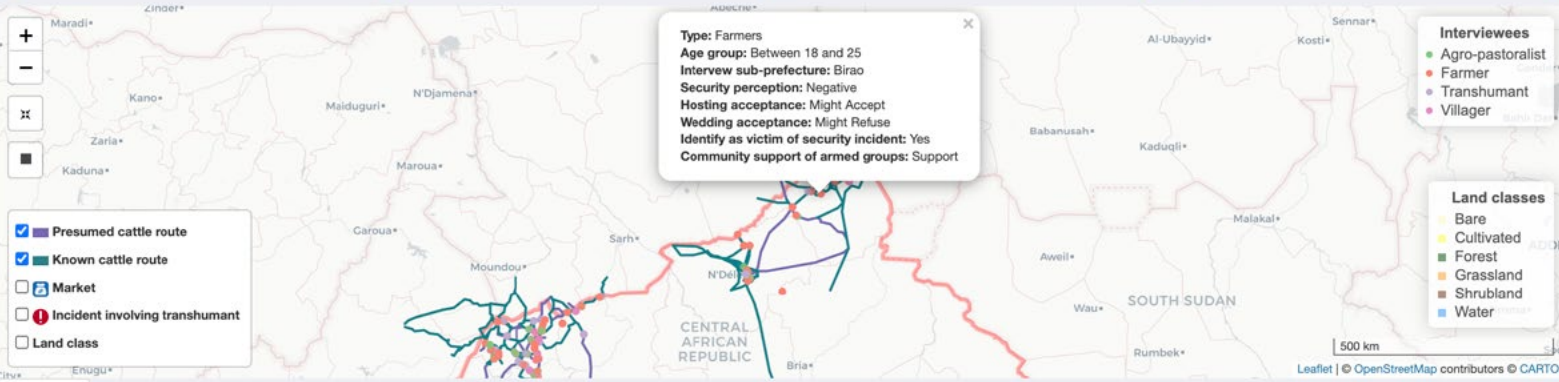 Zinder•
Maradi•
Abéché•
Sennar•
Al-Ubayyid•
Kosti•
+
−
Kano•
Maiduguri•
N'Djamena•
Zaria•
Kaduna•
Maroua•
Babanusah•
Kaduqli•
×
Type: Farmers
Age group: Between 18 and 25
Intervew sub-prefecture: Birao
Security perception: Negative
Hosting acceptance: Might Accept
Wedding acceptance: Might Refuse
Identify as victim of security incident: Yes
Community support of armed groups: Support
Interviewees
Agro-pastoralist
Farmer
Transhumant
Villager
Presumed cattle route
Known cattle route
Market
Incident involving transhumant
Land class
Garoua•
Sarh•
Moundou•
N'Délé
Malakal•
Aweil•
Wau•
SOUTH SUDAN
CENTRAL
AFRICAN
REPUBLIC
Bria•
Rumbek•
Enugu•
Land classes
Bare
Cultivated
Forest
Grassland
Shrubland
Water
500 km
Leaflet | © OpenStreetMap contributors © CARTO